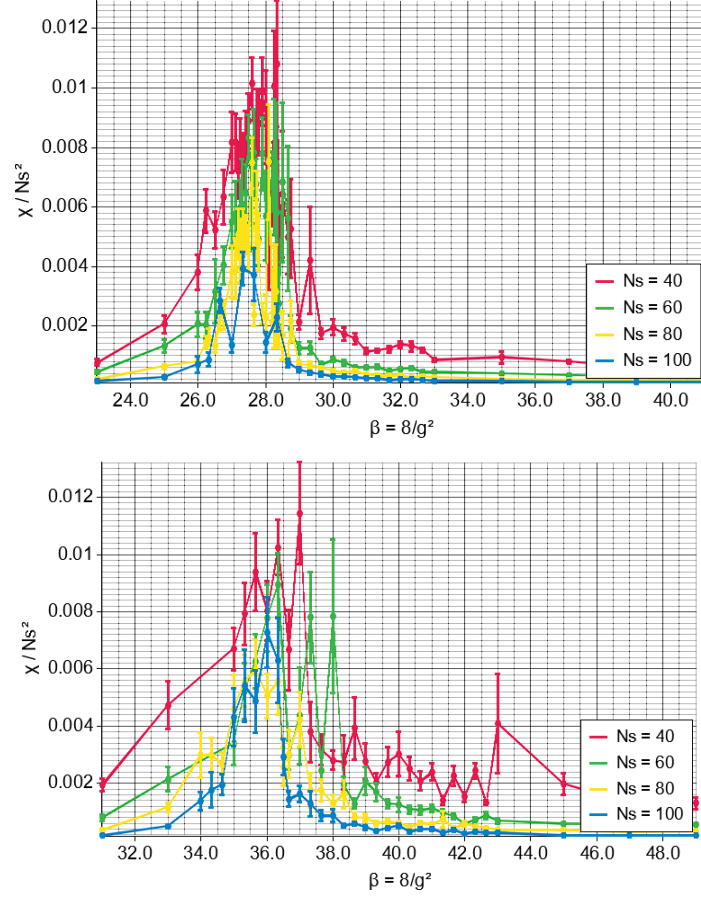 χ / Ns²
0.012
0.01
0.008
0.006
0.004
0.002
Ns = 40
Ns = 60
Ns = 80
Ns = 100
24.0 26.0 28.0 30.0 32.0 34.0 36.0 38.0 40.0
β = 8/g²
χ / Ns²
0.012
0.01
0.008
0.006
0.004
0.002
Ns = 40
Ns = 60
Ns = 80
Ns = 100
32.0 34.0 36.0 38.0 40.0 42.0 44.0 46.0 48.0
β = 8/g²